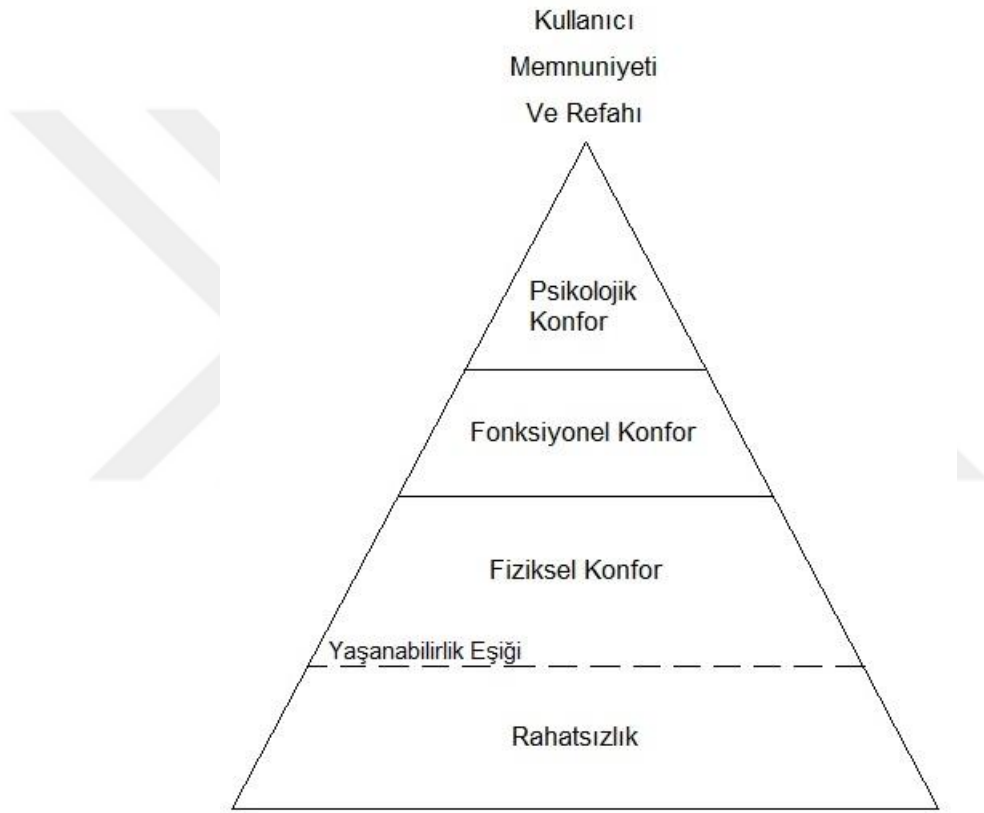 Kullanıcı
Memnuniyeti
Ve Refahı
Psikolojik
Konfor
Fonksiyonel Konfor
Fiziksel Konfor
Yaşanabilirlik Eşiği
Rahatsızlık